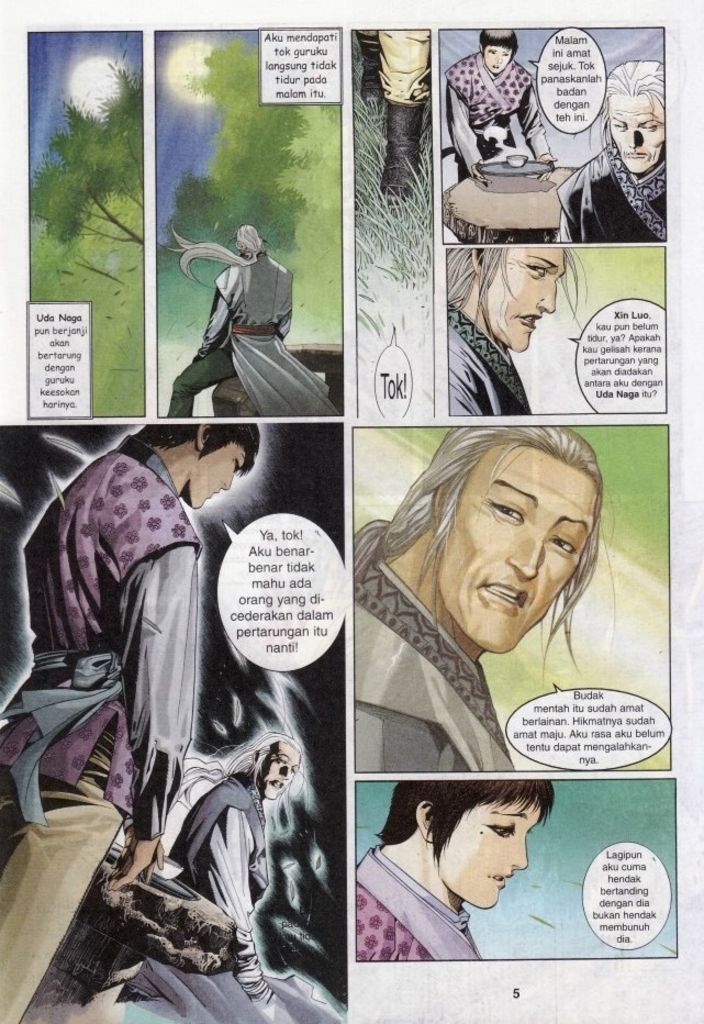 Uda Naga
pun berjanji
akan
bertarung
dengan
guruku
keesokan
harinya.
Aku mendapati
tok guruku
langsung tidak
tidur pada
malam itu.
Tok!
Malam
ini amat
sejuk. Tok
panaskanlah
badan
dengan
teh ini.
Xin Luo,
kau pun belum
tidur, ya? Apakah
kau gelisah kerana
pertarungan yang
akan diadakan
antara aku dengan
Uda Naga itu?
Ya, tok!
Aku benar-
benar tidak
mahu ada
orang yang di-
cederakan dalam
pertarungan itu
nanti!
Budak
mentah itu sudah amat
berlainan. Hikmatnya sudah
amat maju. Aku rasa aku belum
tentu dapat mengalahkan-
nya.
Lagipun
aku cuma
hendak
bertanding
dengan dia
bukan hendak
membunuh
dia.
5